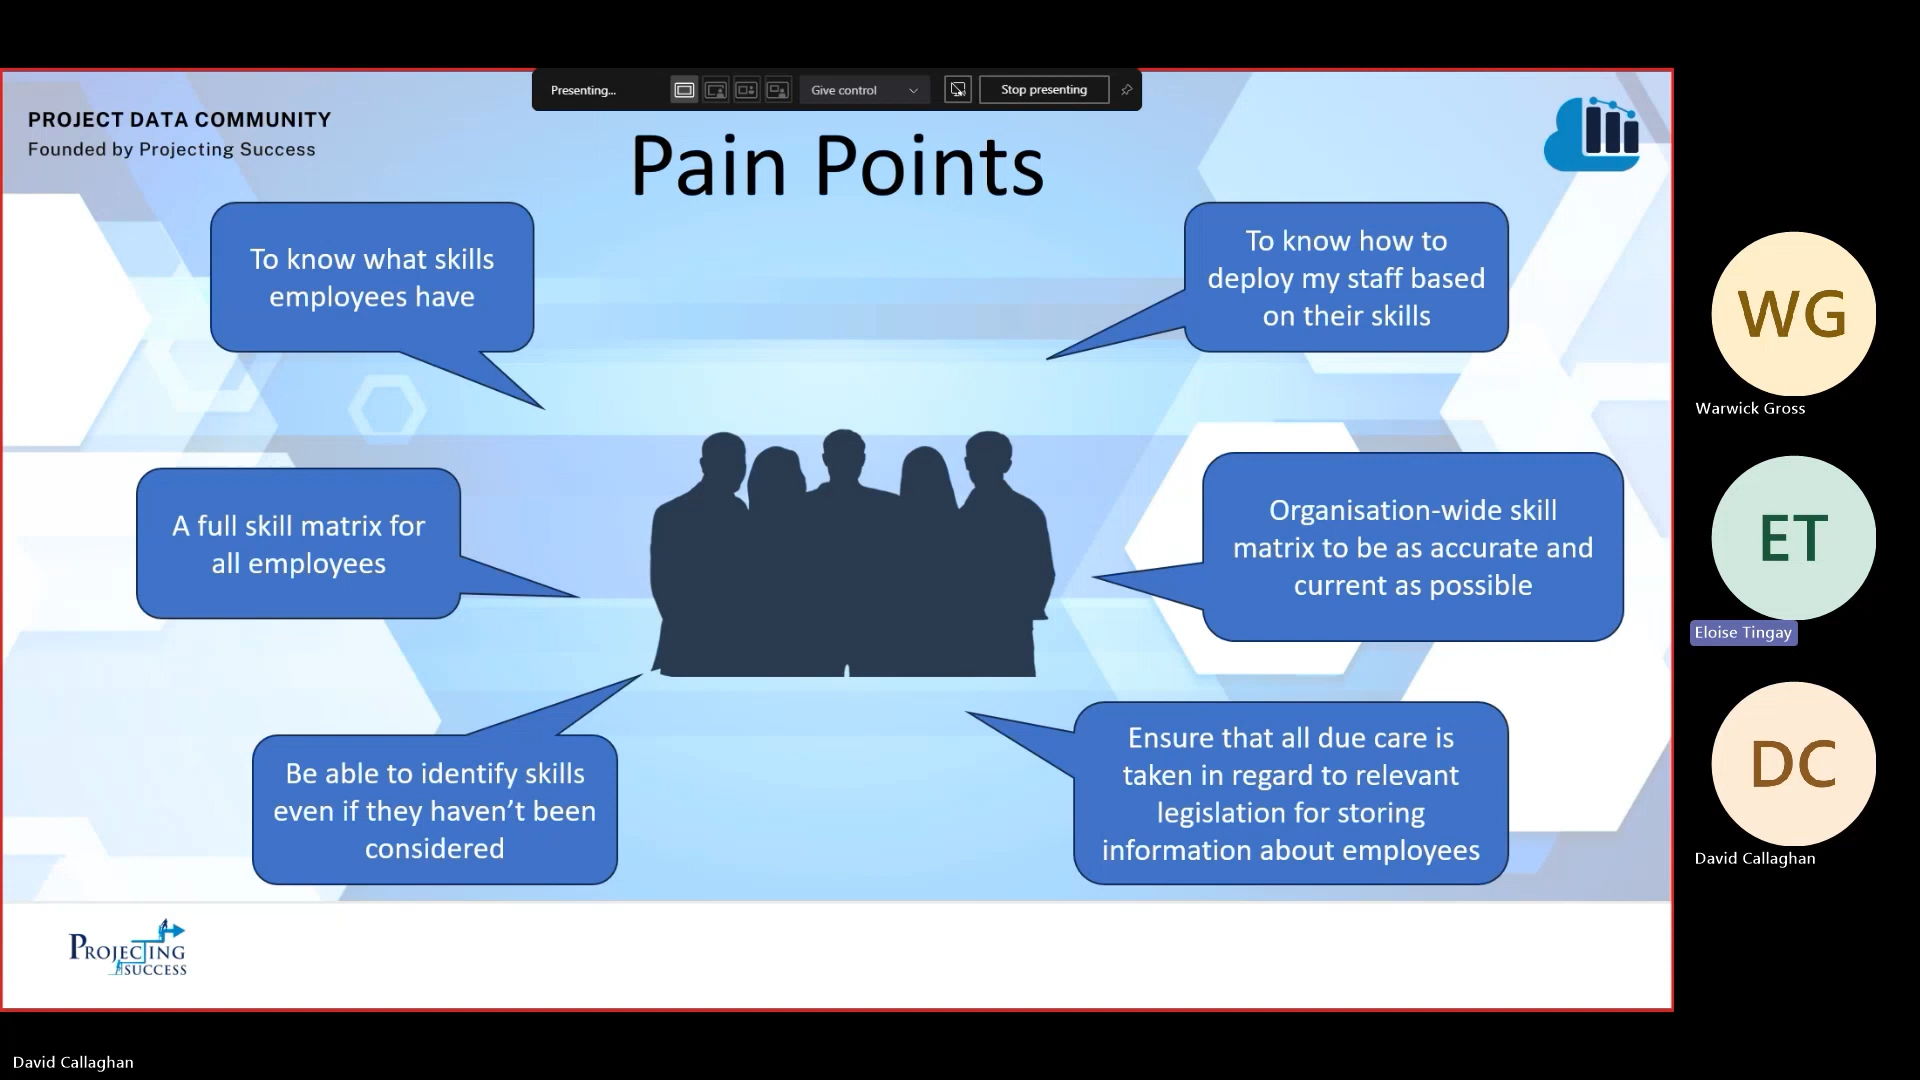 Presenting...
Give control
Stop presenting
PROJECT DATA COMMUNITY
Founded by Projecting Success
Pain Points
To know what skills
employees have
To know how to
deploy my staff based
on their skills
A full skill matrix for
all employees
Organisation-wide skill
matrix to be as accurate and
current as possible
Be able to identify skills
even if they haven’t been
considered
Ensure that all due care is
taken in regard to relevant
legislation for storing
information about employees
PROJECTING
SUCCESS
WG
Warwick Gross
ET
Eloise Tingay
DC
David Callaghan
David Callaghan